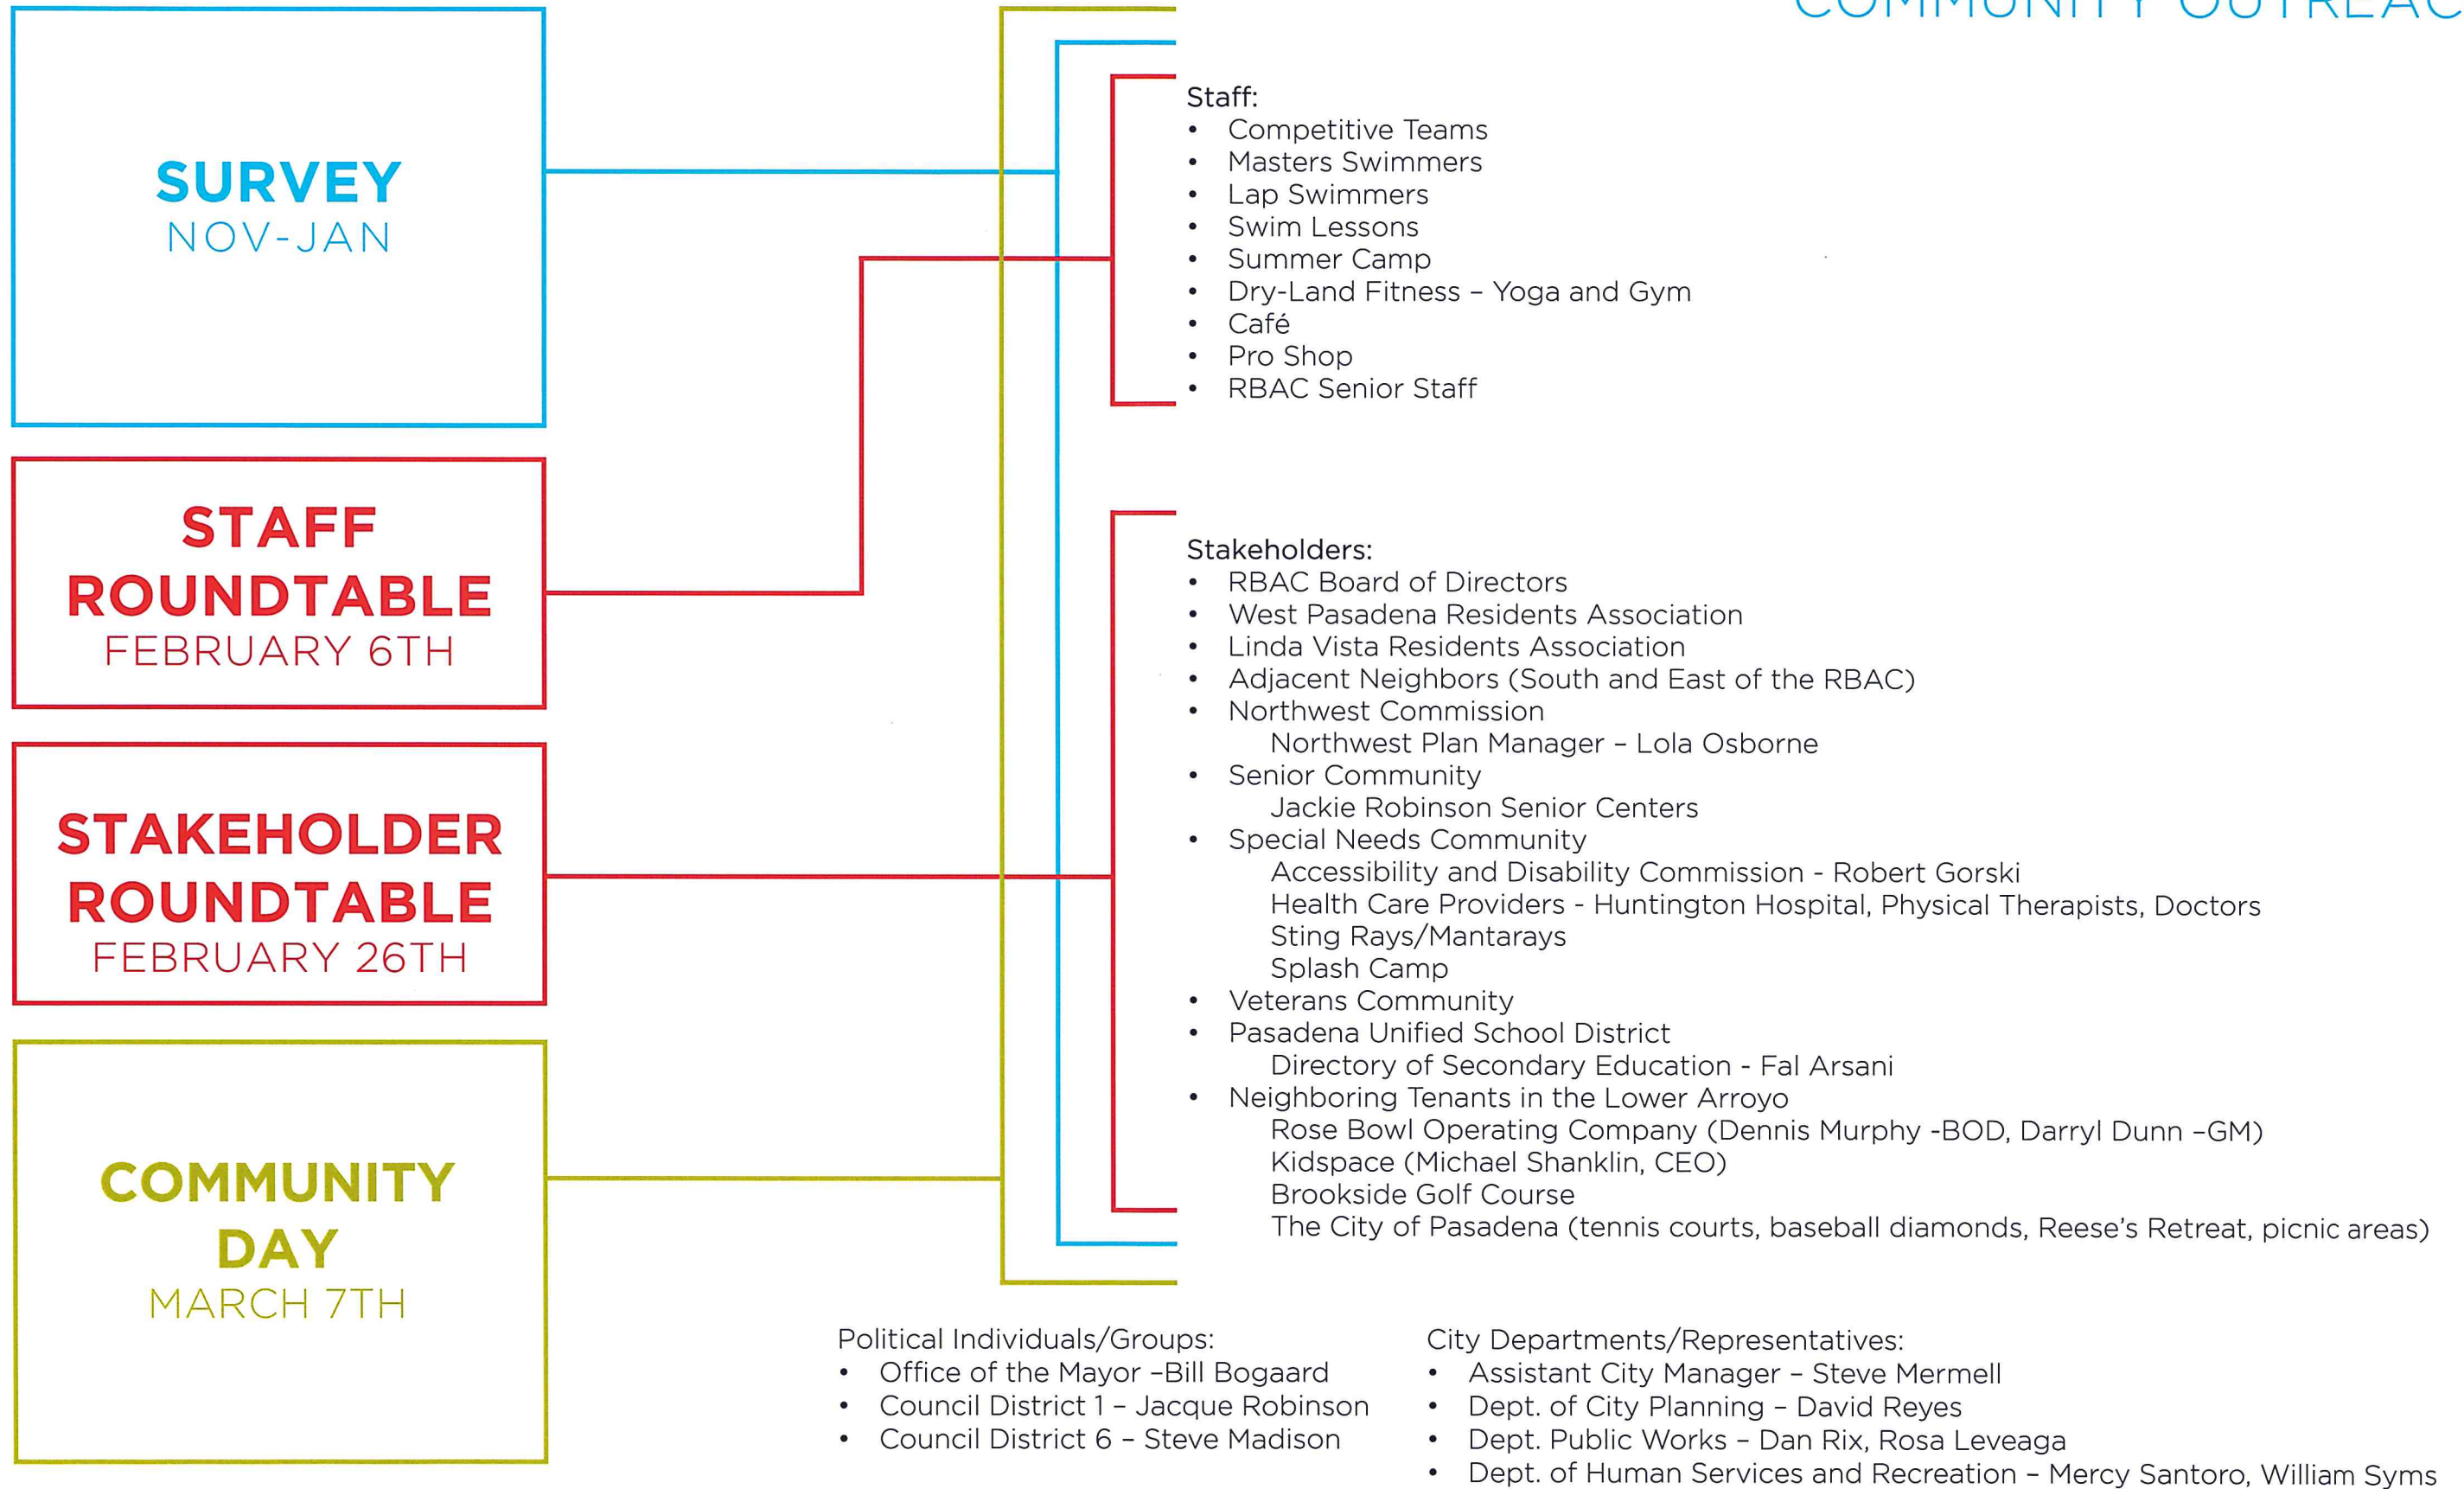 COMMUNITY OUTREAC
SURVEY
NOV-JAN
STAFF
ROUNDTABLE
FEBRUARY 6TH
STAKEHOLDER
ROUNDTABLE
FEBRUARY 26TH
COMMUNITY
DAY
MARCH 7TH
Staff:
• Competitive Teams
• Masters Swimmers
• Lap Swimmers
• Swim Lessons
• Summer Camp
• Dry-Land Fitness – Yoga and Gym
• Café
• Pro Shop
• RBAC Senior Staff
Stakeholders:
• RBAC Board of Directors
• West Pasadena Residents Association
• Linda Vista Residents Association
• Adjacent Neighbors (South and East of the RBAC)
• Northwest Commission
Northwest Plan Manager – Lola Osborne
• Senior Community
Jackie Robinson Senior Centers
• Special Needs Community
Accessibility and Disability Commission - Robert Gorski
Health Care Providers - Huntington Hospital, Physical Therapists, Doctors
Sting Rays/Mantarays
Splash Camp
• Veterans Community
• Pasadena Unified School District
Directory of Secondary Education - Fal Arsani
• Neighboring Tenants in the Lower Arroyo
Rose Bowl Operating Company (Dennis Murphy -BOD, Darryl Dunn –GM)
Kidspace (Michael Shanklin, CEO)
Brookside Golf Course
The City of Pasadena (tennis courts, baseball diamonds, Reese's Retreat, picnic areas)
Political Individuals/Groups:
• Office of the Mayor –Bill Bogaard
• Council District 1 – Jacque Robinson
• Council District 6 – Steve Madison
City Departments/Representatives:
• Assistant City Manager – Steve Mermell
• Dept. of City Planning – David Reyes
• Dept. Public Works – Dan Rix, Rosa Leveaga
• Dept. of Human Services and Recreation – Mercy Santoro, William Syms